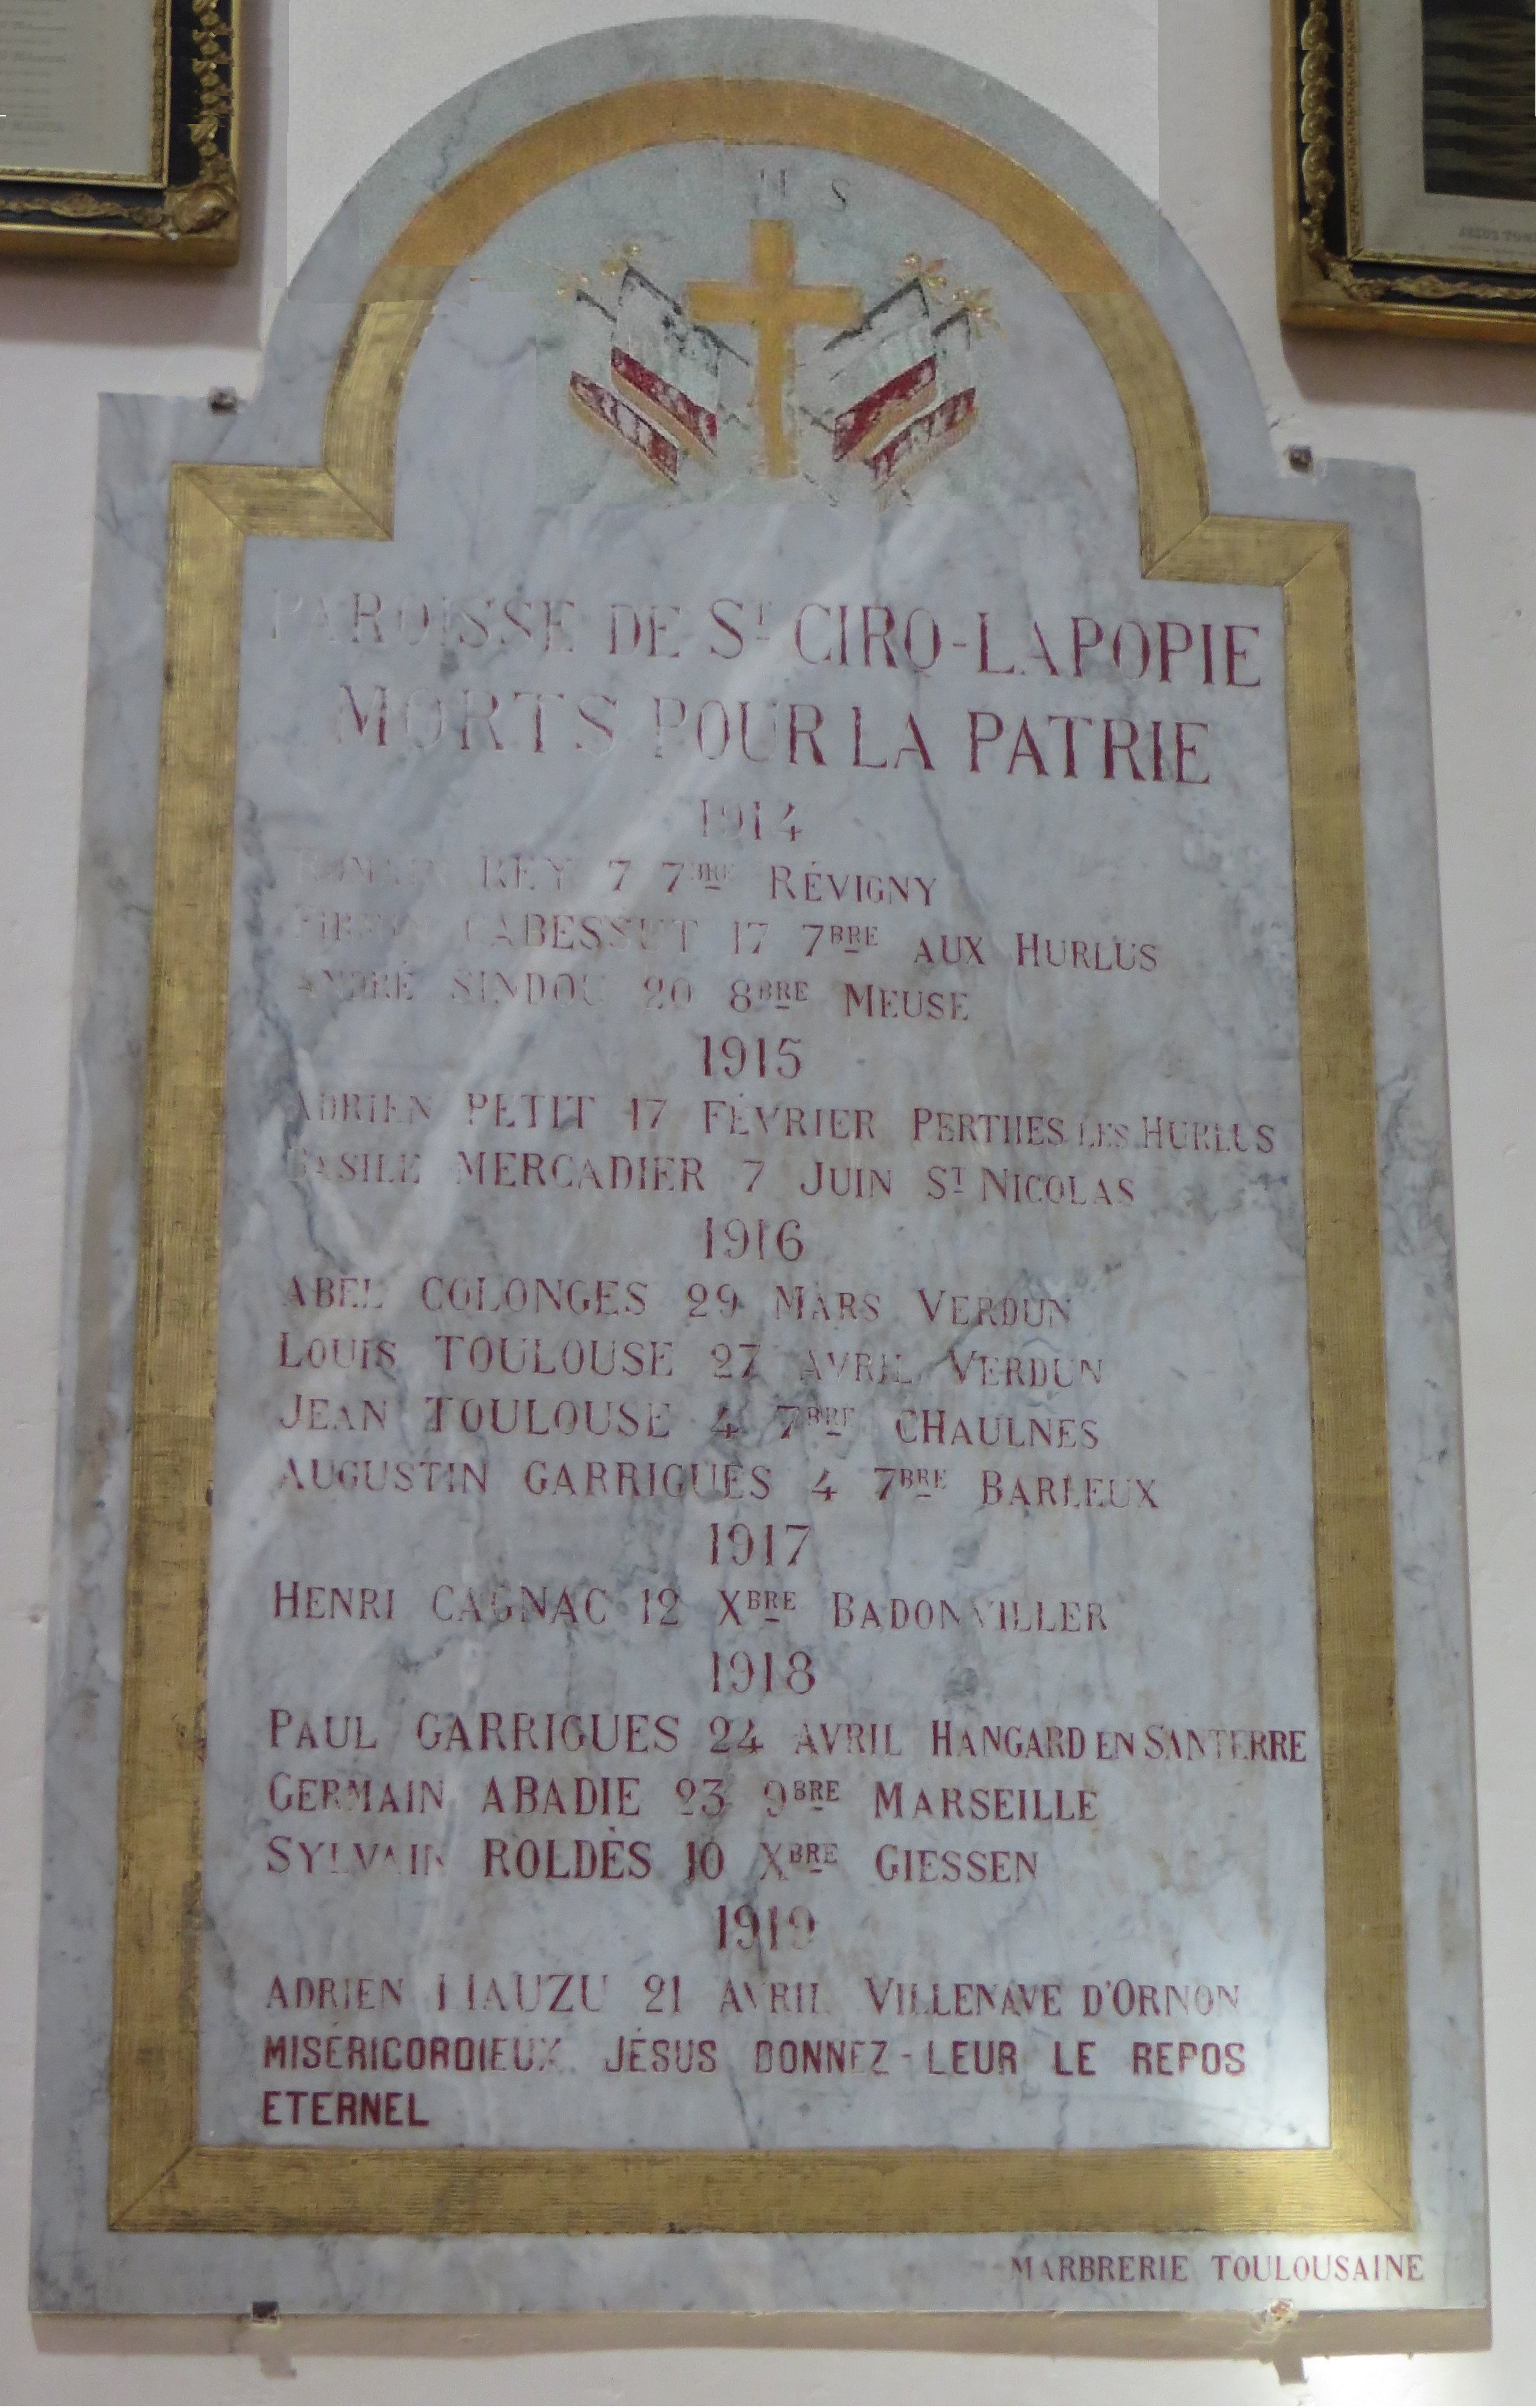 H S
PAROISSE DE ST CIRQ-LAPOPIE
MORTS POUR LA PATRIE
1914
REY 7 7BRE RÉVIGNY
CABESSUT 17 7BRE AUX HURLUS
ANDRÉ SINDOU 20 8BRE MEUSE
1915
ADRIEN PETIT 17 FÉVRIER PERTHES LES HURLUS
BASILE MERCADIER 7 JUIN ST NICOLAS
1916
ABEL COLONGES 29 MARS VERDUN
LOUIS TOULOUSE 27 AVRIL VERDUN
JEAN TOULOUSE 4 7BRE CHAULNES
AUGUSTIN GARRIGUES 4 7BRE BARLEUX
1917
HENRI CAGNAC 12 XBRE BADONVILLER
1918
PAUL GARRIGUES 24 AVRIL HANGARD EN SANTERRE
GERMAIN ABADIE 23 9BRE MARSEILLE
SYLVAIN ROLDÈS 10 XBRE GIESSEN
1919
ADRIEN LIAUZU 21 AVRIL VILLENAVE D'ORNON
MISÉRICORDIEUX JÉSUS DONNEZ-LEUR LE REPOS
ETERNEL
MARBRERIE TOULOUSAINE